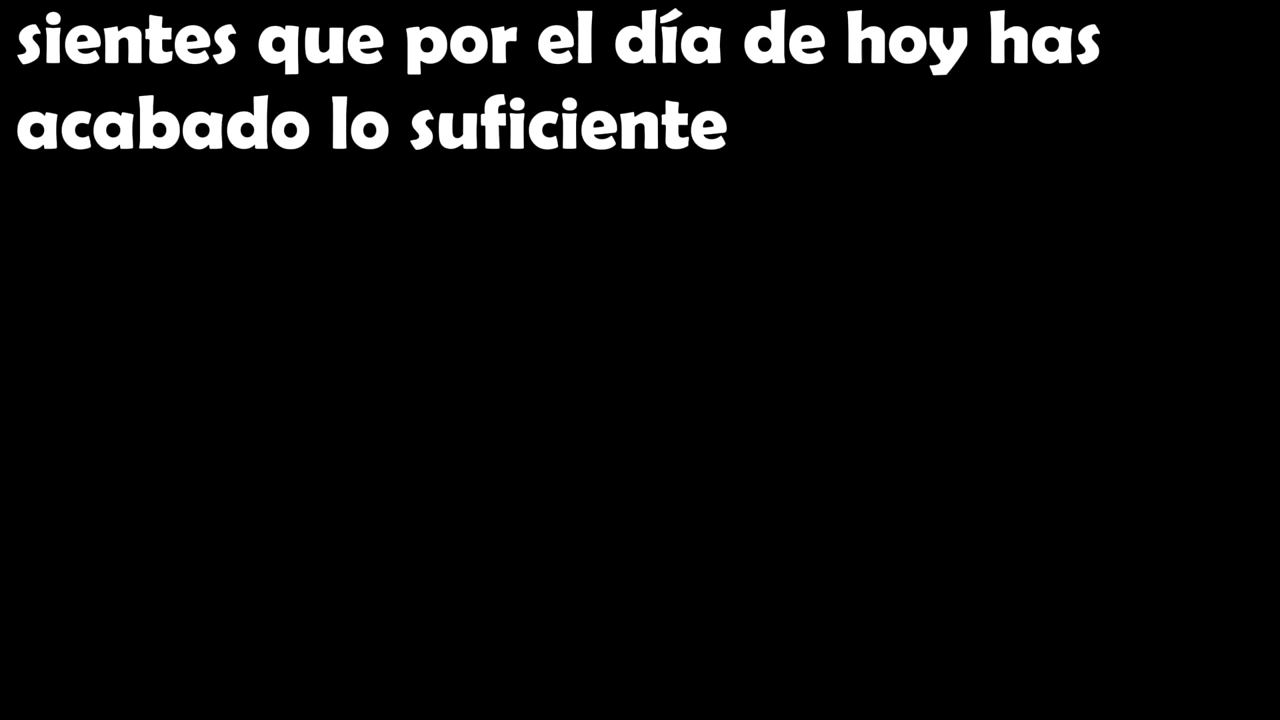 sientes que por el día de hoy has
acabado lo suficiente